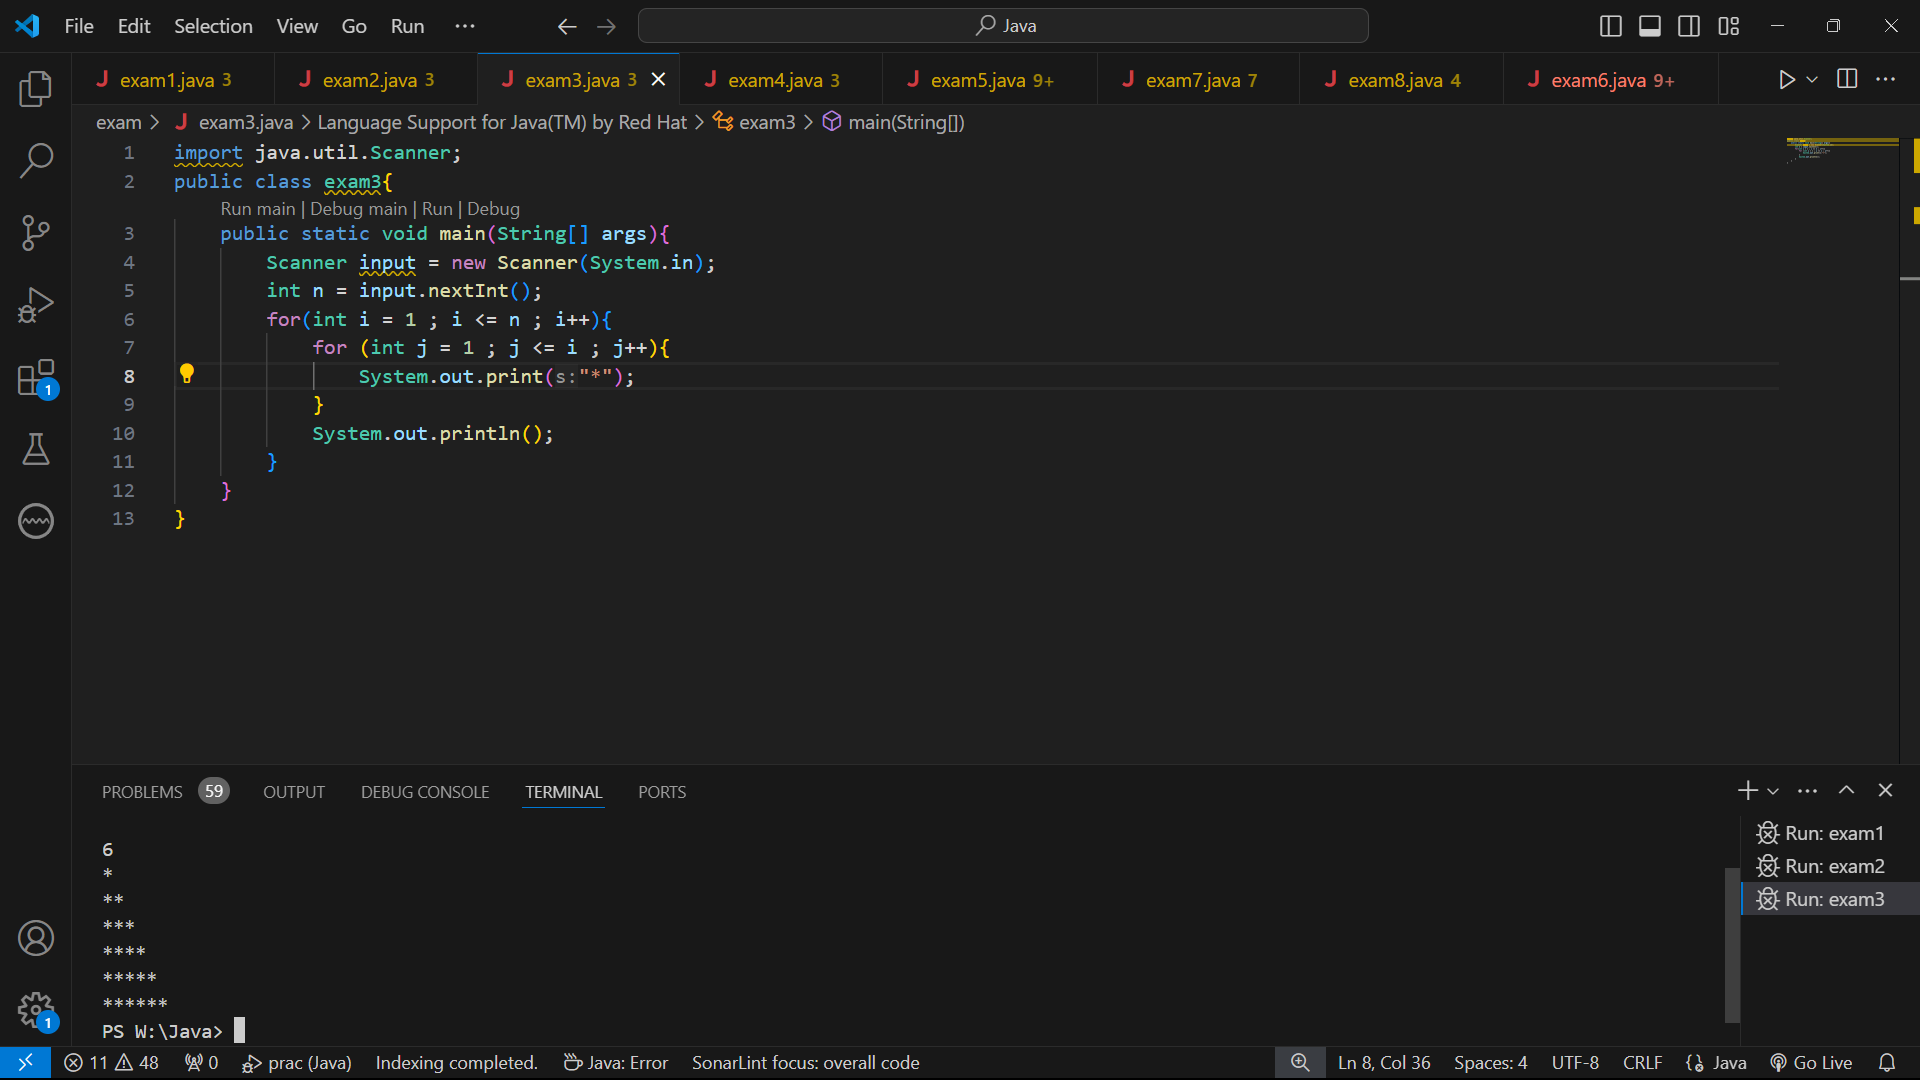 File Edit Selection View Go Run ··· Java
exam1.java 3 exam2.java 3 exam3.java 3 exam4.java 3 exam5.java 9+ exam7.java 7 exam8.java 4 exam6.java 9+
exam > exam3.java > Language Support for Java(TM) by Red Hat > exam3 > main(String[])
1 import java.util.Scanner;
2 public class exam3{
Run main | Debug main | Run | Debug
3 public static void main(String[] args){
4 Scanner input = new Scanner(System.in);
5 int n = input.nextInt();
6 for(int i = 1 ; i <= n ; i++){
7 for (int j = 1 ; j <= i ; j++){
8 System.out.print(s:"*");
9 }
10 System.out.println();
11 }
12 }
13 }
PROBLEMS 59 OUTPUT DEBUG CONSOLE TERMINAL PORTS
6
*
**
***
****
*****
******
PS W:\Java>
Run: exam1
Run: exam2
Run: exam3
1
1
11 48 0 prac (Java) Indexing completed. Java: Error SonarLint focus: overall code Ln 8, Col 36 Spaces: 4 UTF-8 CRLF Java Go Live